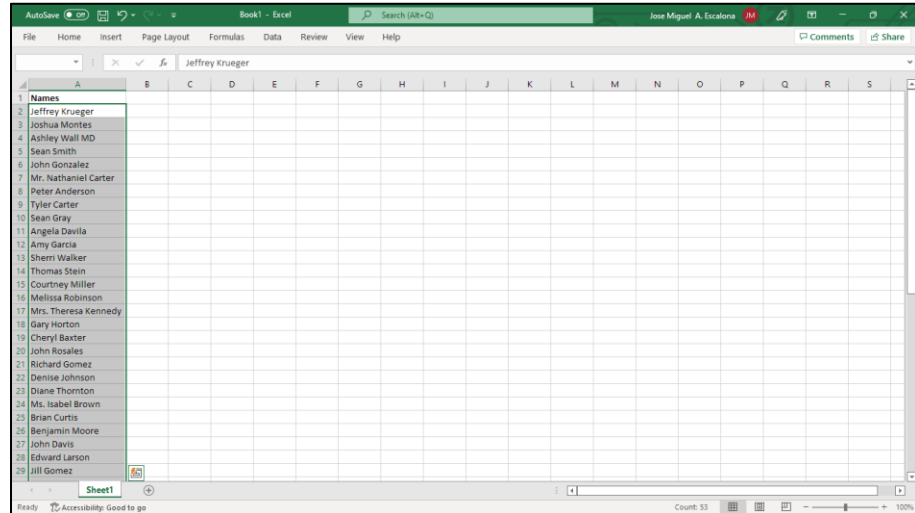 AutoSave Off Book1 - Excel Search (Alt+Q) Jose Miguel A. Escalona JM
File Home Insert Page Layout Formulas Data Review View Help Comments Share
fx Jeffrey Krueger
A B C D E F G H I J K L M N O P Q R S
1 Names
2 Jeffrey Krueger
3 Joshua Montes
4 Ashley Wall MD
5 Sean Smith
6 John Gonzalez
7 Mr. Nathaniel Carter
8 Peter Anderson
9 Tyler Carter
10 Sean Gray
11 Angela Davila
12 Amy Garcia
13 Sherri Walker
14 Thomas Stein
15 Courtney Miller
16 Melissa Robinson
17 Mrs. Theresa Kennedy
18 Gary Horton
19 Cheryl Baxter
20 John Rosales
21 Richard Gomez
22 Denise Johnson
23 Diane Thornton
24 Ms. Isabel Brown
25 Brian Curtis
26 Benjamin Moore
27 John Davis
28 Edward Larson
29 Jill Gomez
Sheet1
Ready Accessibility: Good to go Count: 53 100%